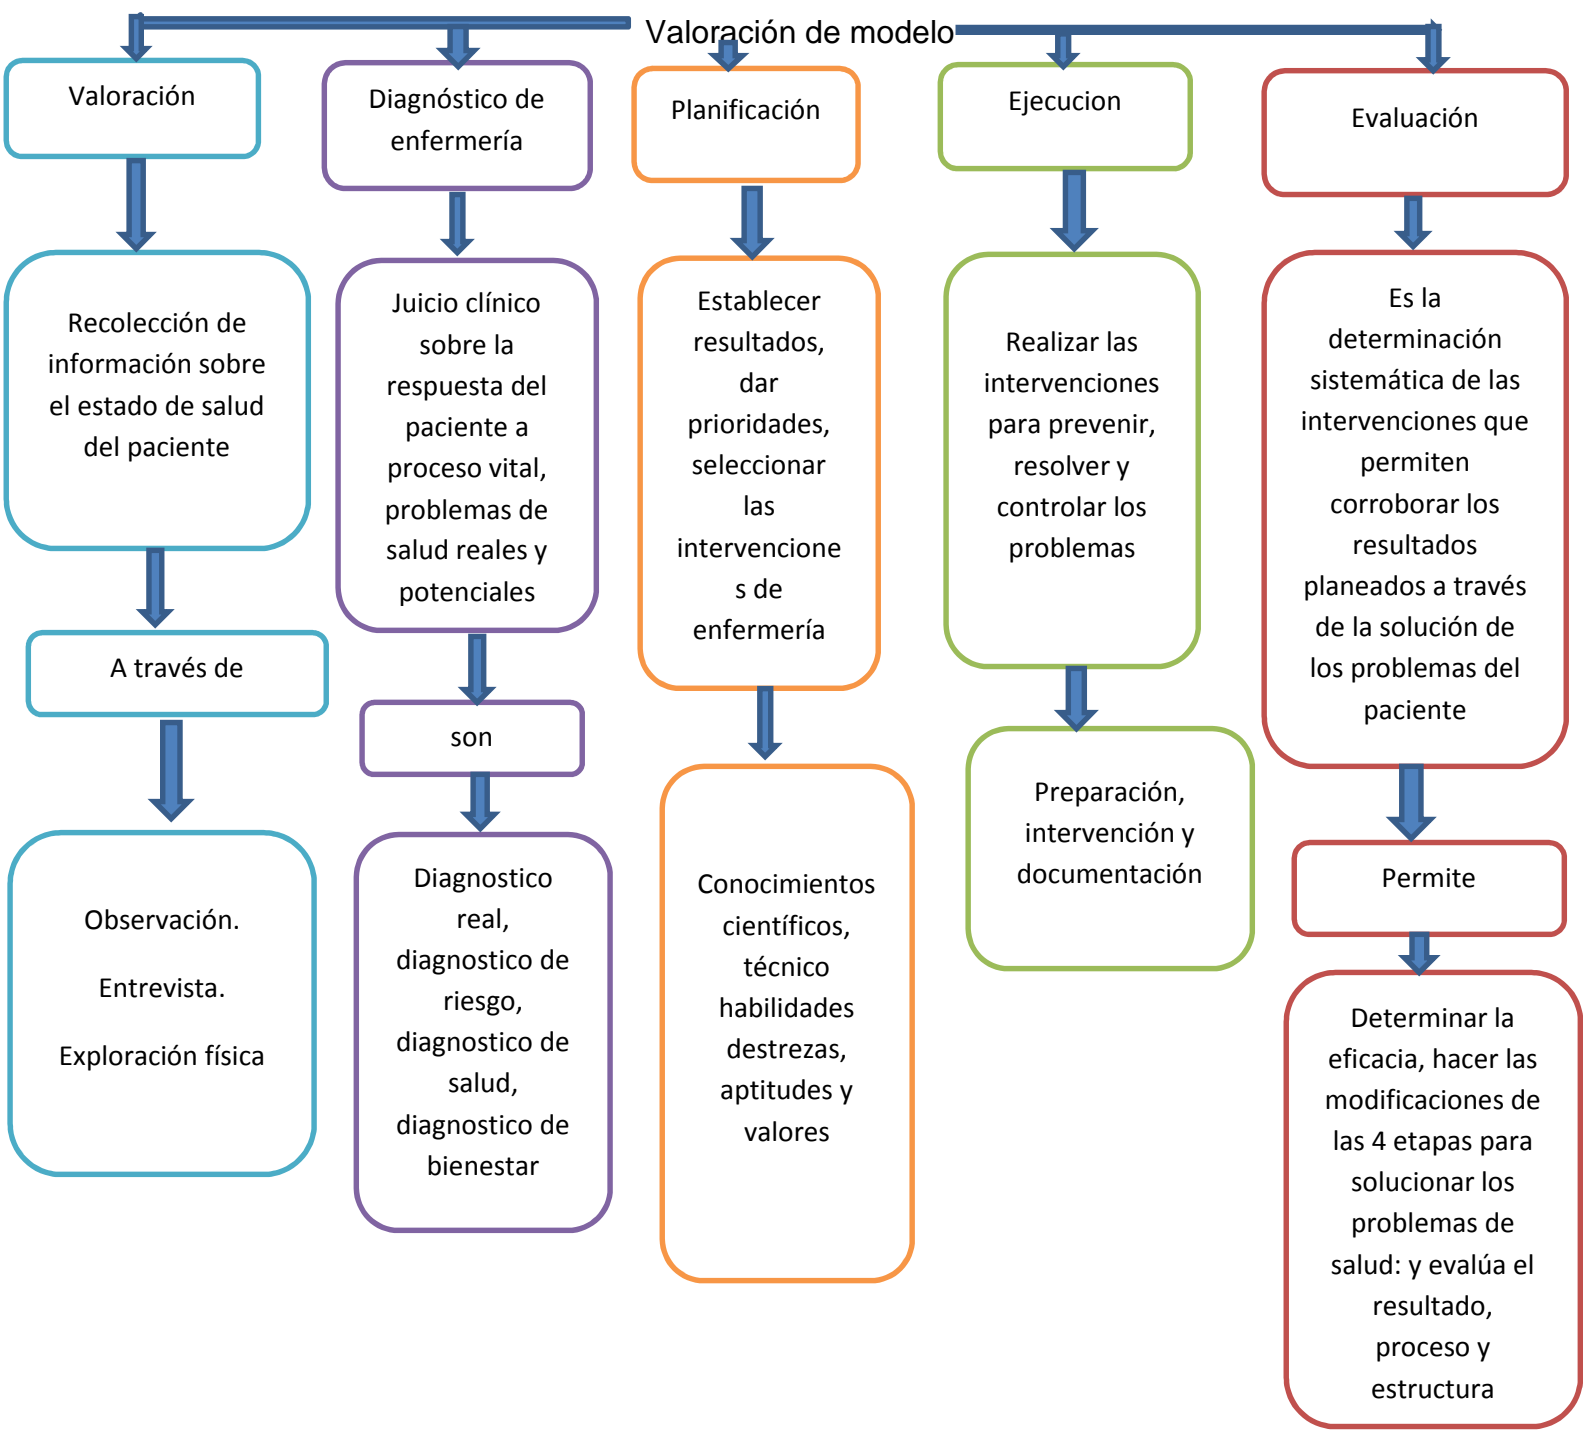 Valoración de modelo
Valoración
Recolección de
información sobre
el estado de salud
del paciente
A través de
Observación.
Entrevista.
Exploración física
Diagnóstico de
enfermería
Juicio clínico
sobre la
respuesta del
paciente a
proceso vital,
problemas de
salud reales y
potenciales
son
Diagnostico
real,
diagnostico de
riesgo,
diagnostico de
salud,
diagnostico de
bienestar
Planificación
Establecer
resultados,
dar
prioridades,
seleccionar
las
intervencione
s de
enfermería
Conocimientos
científicos,
técnico
habilidades
destrezas,
aptitudes y
valores
Ejecucion
Realizar las
intervenciones
para prevenir,
resolver y
controlar los
problemas
Preparación,
intervención y
documentación
Evaluación
Es la
determinación
sistemática de las
intervenciones que
permiten
corroborar los
resultados
planeados a través
de la solución de
los problemas del
paciente
Permite
Determinar la
eficacia, hacer las
modificaciones de
las 4 etapas para
solucionar los
problemas de
salud: y evalúa el
resultado,
proceso y
estructura